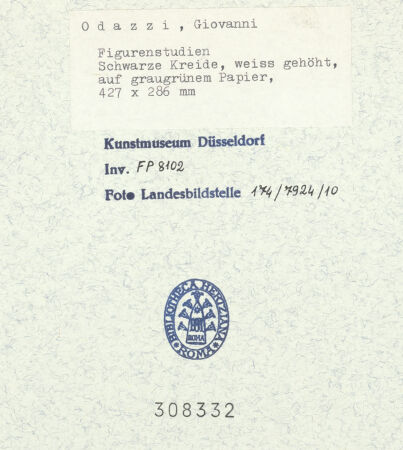 O d a z z i , Giovanni
Figurenstudien
Schwarze Kreide, weiss gehöht,
auf graugrünem Papier,
427 x 286 mm
Kunstmuseum Düsseldorf
Inv. FP 8102
Foto Landesbildstelle 174/7924/10
BIBLIOTHECA HERTZIANA
ROMA
ROMA
308332